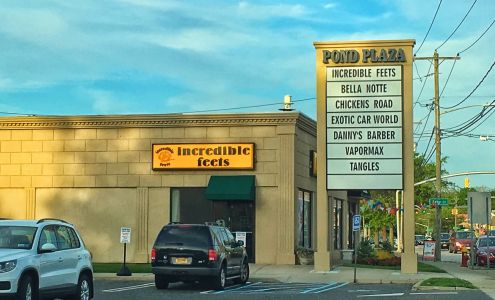 POND PLAZA
INCREDIBLE FEETS
BELLA NOTTE
CHICKENS ROAD
EXOTIC CAR WORLD
DANNY'S BARBER
VAPORMAX
TANGLES
incredible
feets